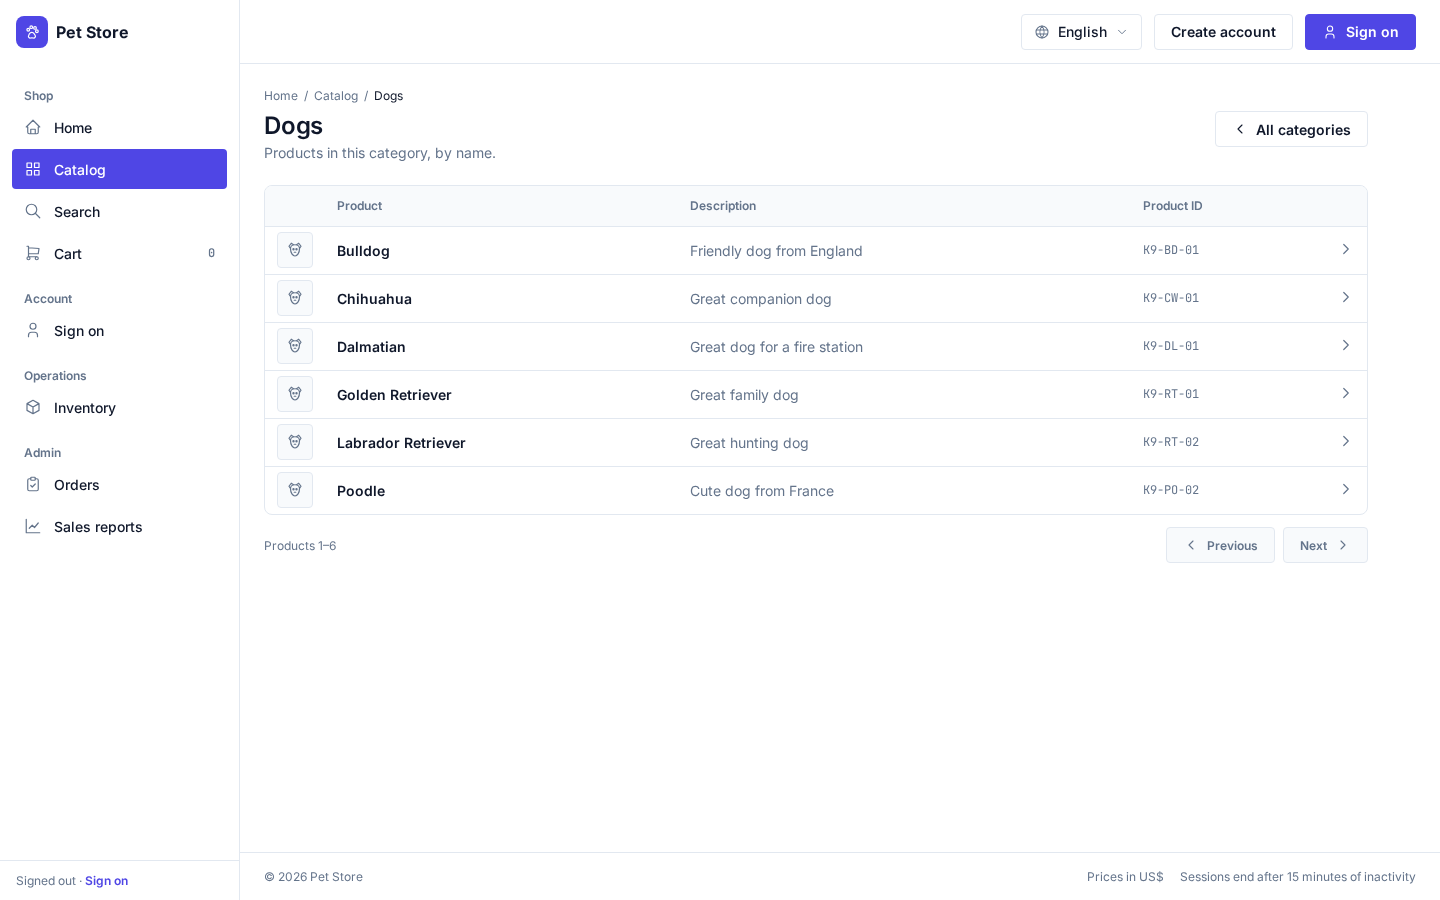 Pet Store
Shop
Home
Catalog
Search
Cart 0
Account
Sign on
Operations
Inventory
Admin
Orders
Sales reports
Signed out · Sign on
English
Create account
Sign on
Home / Catalog / Dogs
Dogs
Products in this category, by name.
All categories
Product Description Product ID
Bulldog Friendly dog from England K9-BD-01
Chihuahua Great companion dog K9-CW-01
Dalmatian Great dog for a fire station K9-DL-01
Golden Retriever Great family dog K9-RT-01
Labrador Retriever Great hunting dog K9-RT-02
Poodle Cute dog from France K9-PO-02
Products 1–6
Previous
Next
© 2026 Pet Store
Prices in US$ Sessions end after 15 minutes of inactivity